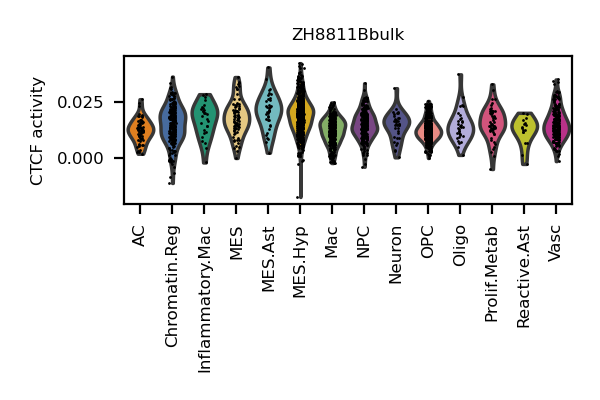 ZH8811Bbulk
CTCF activity
0.025
0.000
AC
Chromatin.Reg
Inflammatory.Mac
MES
MES.Ast
MES.Hyp
Mac
NPC
Neuron
OPC
Oligo
Prolif.Metab
Reactive.Ast
Vasc